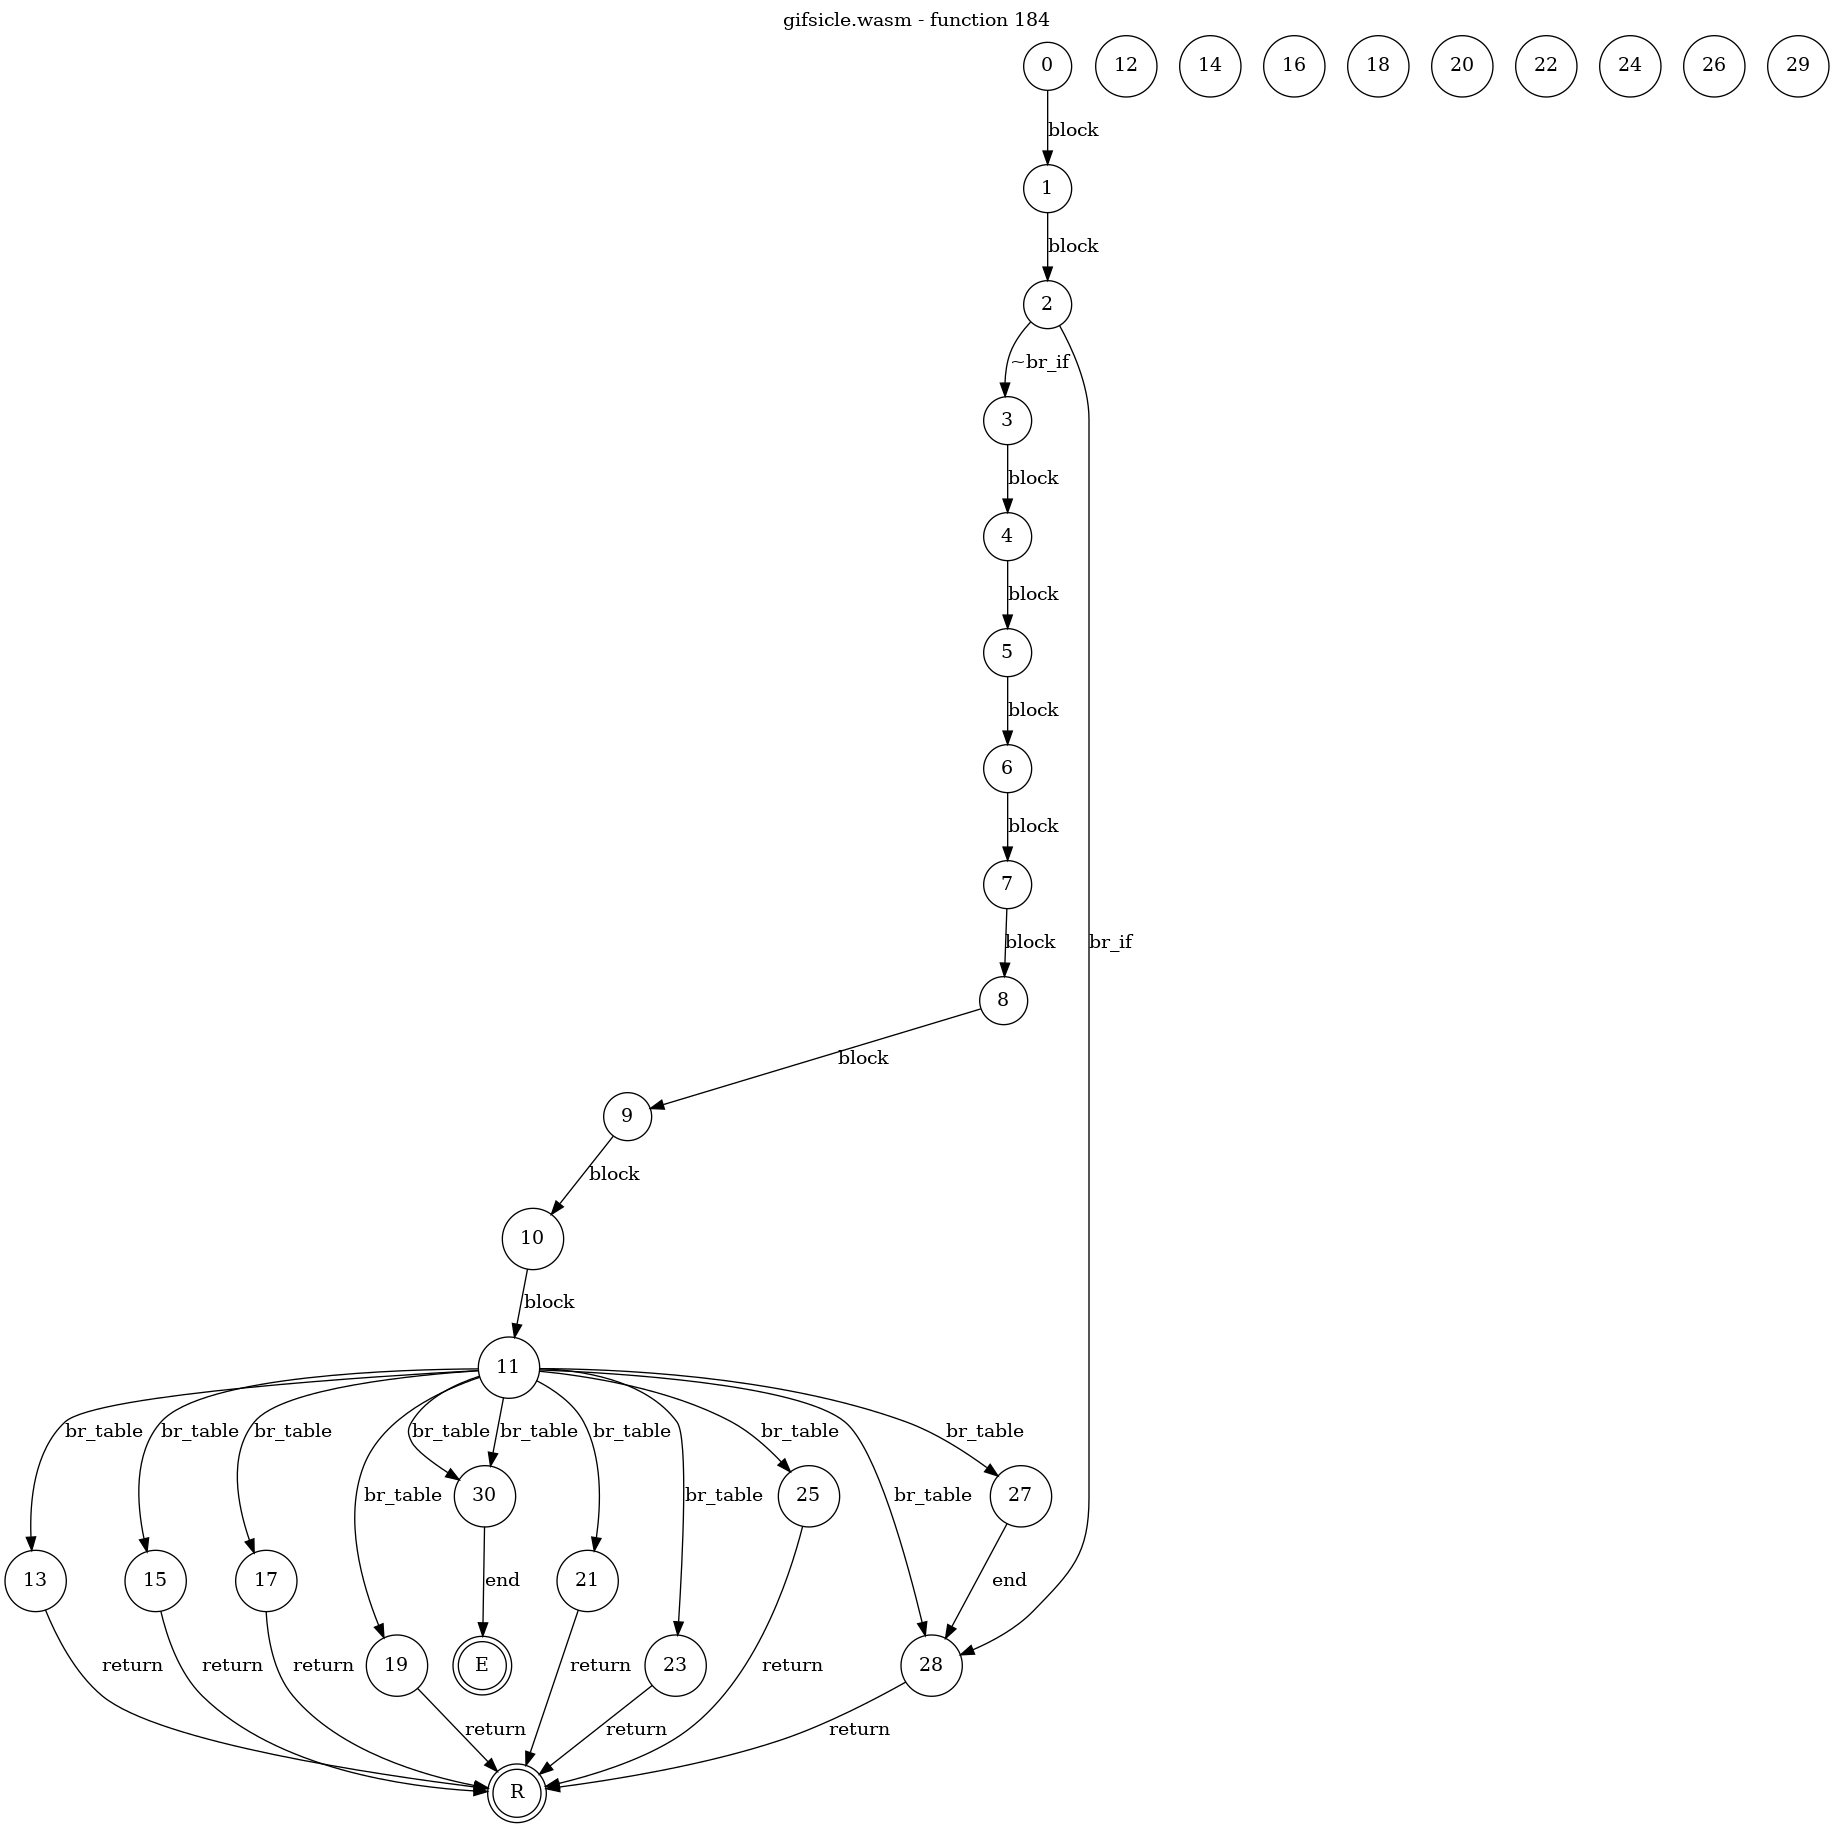 gifsicle.wasm - function 184
0
12
14
16
18
20
22
24
26
29
block
1
block
2
~br_if
3
block
4
block
5
block
6
block
7
block
br_if
8
block
9
block
10
block
11
br_table
br_table
br_table
br_table
br_table
br_table
br_table
br_table
br_table
30
25
27
br_table
br_table
13
15
17
end
21
end
return
return
return
19
E
return
23
return
28
return
return
return
R